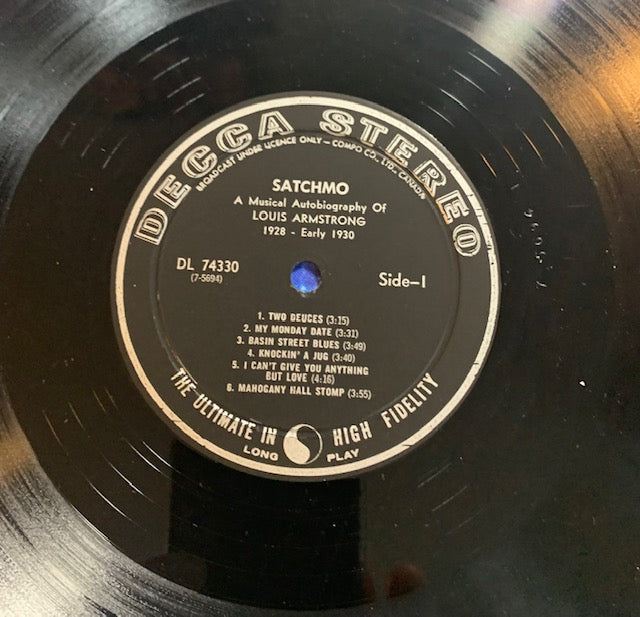 DECCA STEREO
BROADCAST UNDER LICENCE ONLY – COMPO CO., LTD., CANADA
SATCHMO
A Musical Autobiography Of
LOUIS ARMSTRONG
1928 - Early 1930
DL 74330
(7-5694)
Side–I
1. TWO DEUCES (3:15)
2. MY MONDAY DATE (3:31)
3. BASIN STREET BLUES (3:49)
4. KNOCKIN' A JUG (3:40)
5. I CAN'T GIVE YOU ANYTHING
BUT LOVE (4:16)
6. MAHOGANY HALL STOMP (3:55)
THE ULTIMATE IN HIGH FIDELITY
LONG PLAY